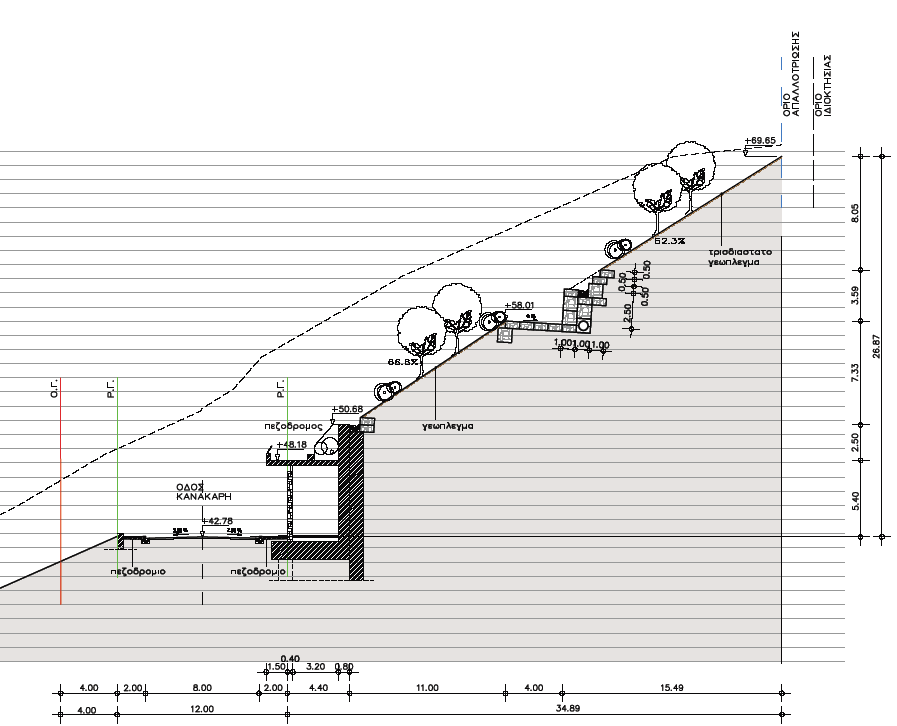 ΟΡΙΟ
ΑΠΑΛΛΟΤΡΙΩΣΗΣ
ΟΡΙΟ
ΙΔΙΟΚΤΗΣΙΑΣ
+69.65
8.05
62.3%
τρισδιαστατο
γεωπλεγμα
0.50
0.50
0.50
2.50
3.59
+58.01
1.00
1.00
1.00
26.87
7.33
66.8%
Ο.Γ.
Ρ.Γ.
Ρ.Γ.
+50.68
πεζοδρομος
γεωπλεγμα
+48.18
2.50
ΟΔΟΣ
ΚΑΝΑΚΑΡΗ
5.40
+42.78
πεζοδρομιο
πεζοδρομιο
0.40
1.50
3.20
0.80
4.00
2.00
8.00
2.00
4.40
11.00
4.00
15.49
4.00
12.00
34.89